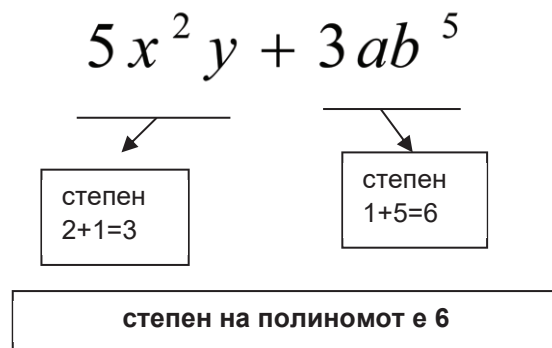 5x²y + 3ab⁵
степен
2+1=3
степен
1+5=6
степен на полиномот е 6